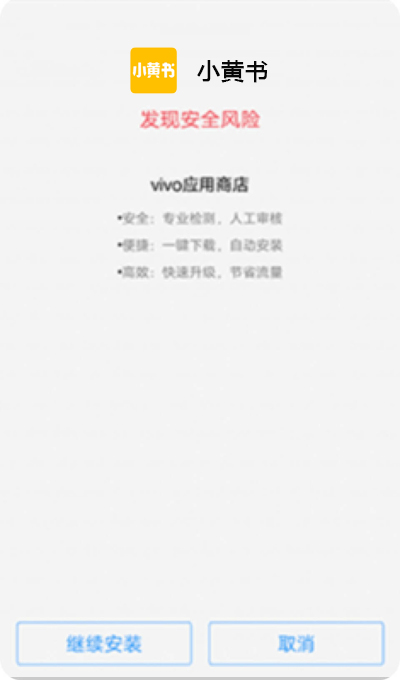 小黄书 小黄书
发现安全风险
vivo应用商店
•安全：专业检测，人工审核
•便捷：一键下载，自动安装
•高效：快速升级，节省流量
继续安装 取消